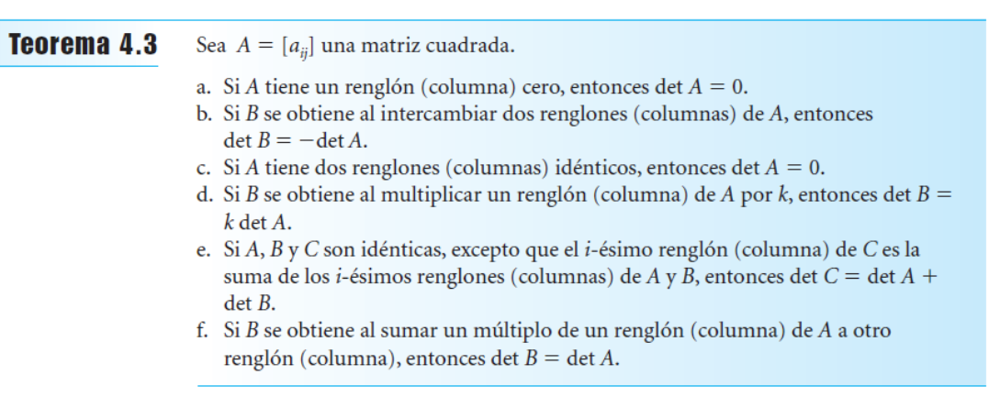 Teorema 4.3 Sea A = [aᵢⱼ] una matriz cuadrada.
a. Si A tiene un renglón (columna) cero, entonces det A = 0.
b. Si B se obtiene al intercambiar dos renglones (columnas) de A, entonces
det B = −det A.
c. Si A tiene dos renglones (columnas) idénticos, entonces det A = 0.
d. Si B se obtiene al multiplicar un renglón (columna) de A por k, entonces det B =
k det A.
e. Si A, B y C son idénticas, excepto que el i-ésimo renglón (columna) de C es la
suma de los i-ésimos renglones (columnas) de A y B, entonces det C = det A +
det B.
f. Si B se obtiene al sumar un múltiplo de un renglón (columna) de A a otro
renglón (columna), entonces det B = det A.